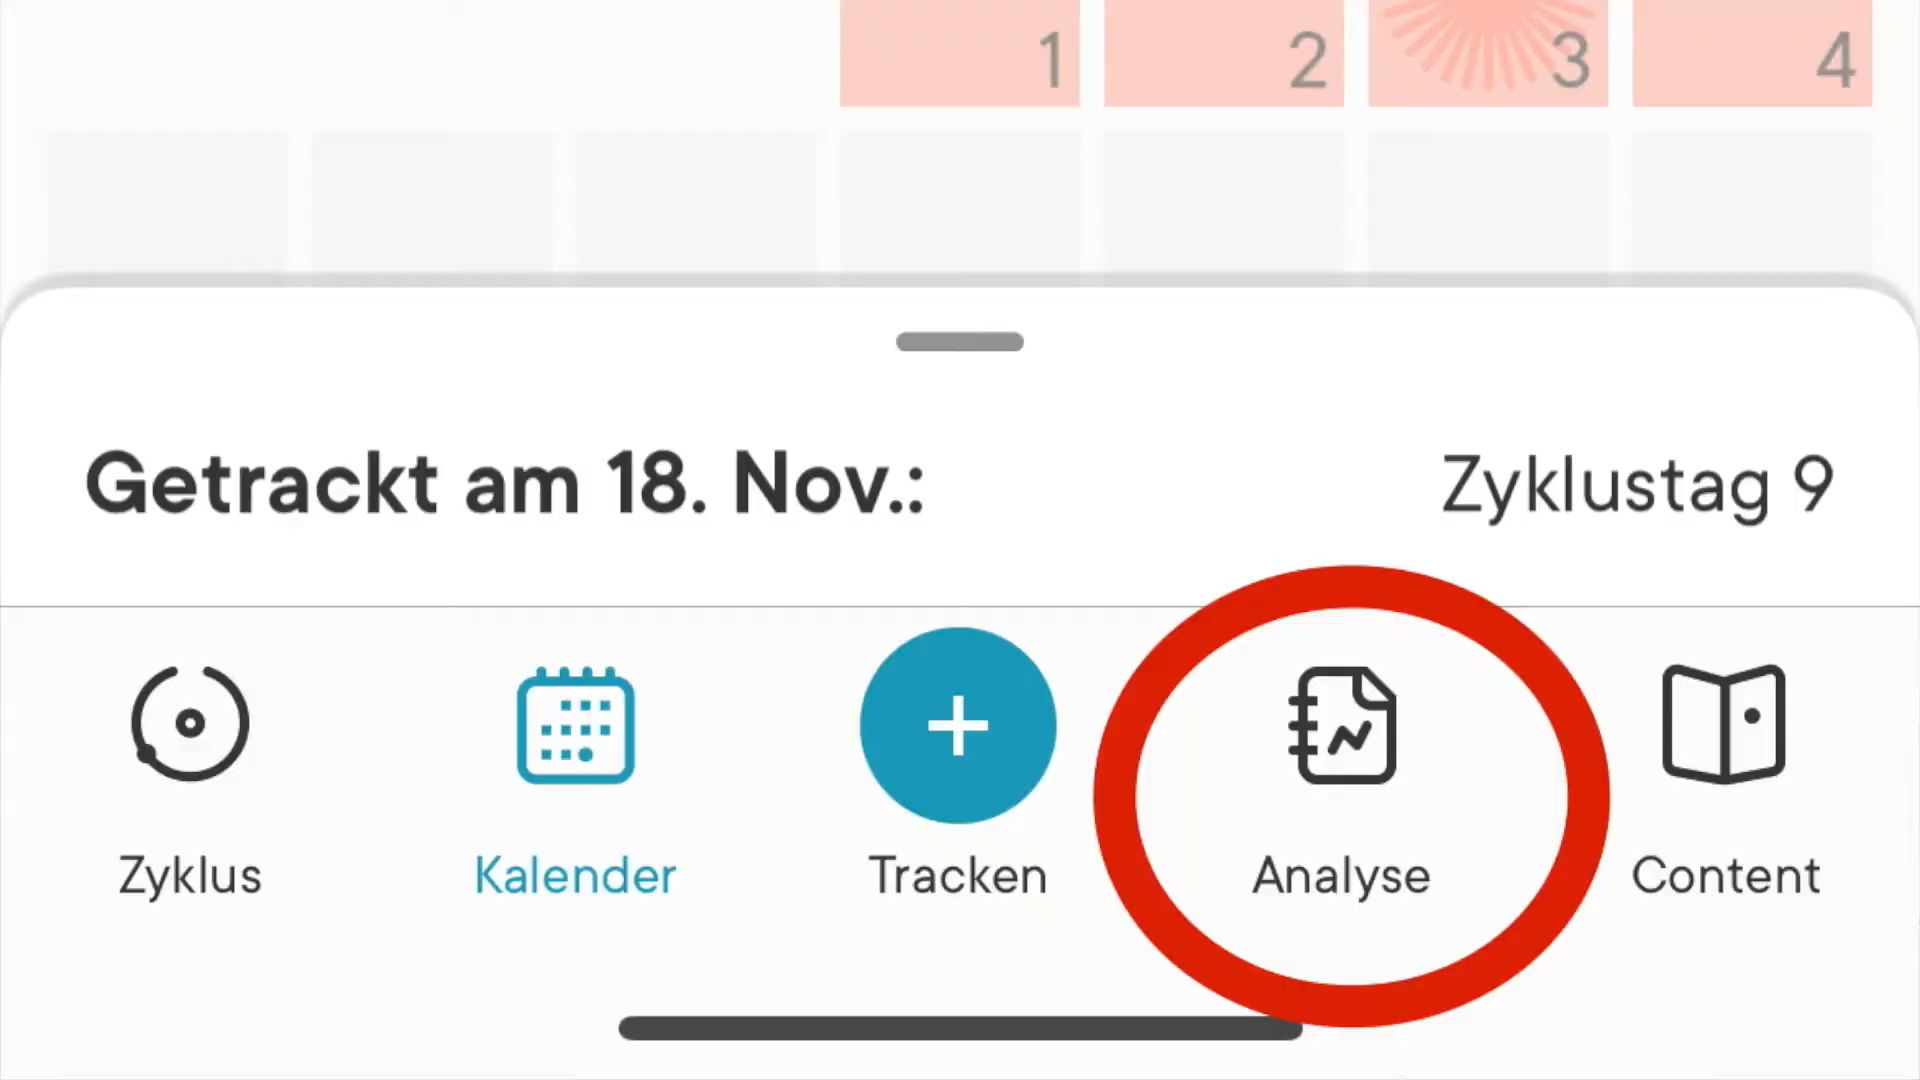 1 2 3 4
Getrackt am 18. Nov.: Zyklustag 9
Zyklus Kalender Tracken Analyse Content